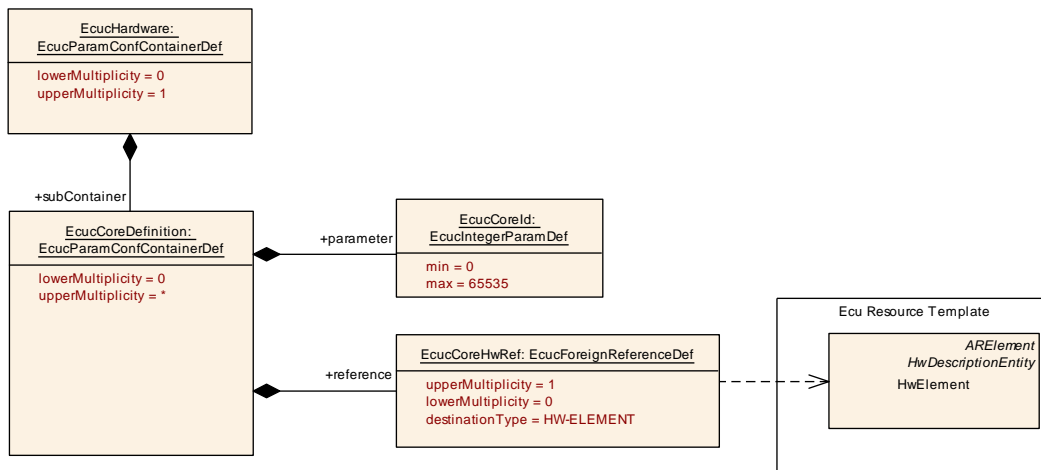 EcucHardware:
EcucParamConfContainerDef
lowerMultiplicity = 0
upperMultiplicity = 1
+subContainer
EcucCoreDefinition:
EcucParamConfContainerDef
lowerMultiplicity = 0
upperMultiplicity = *
+parameter
EcucCoreId:
EcucIntegerParamDef
min = 0
max = 65535
+reference
EcucCoreHwRef: EcucForeignReferenceDef
upperMultiplicity = 1
lowerMultiplicity = 0
destinationType = HW-ELEMENT
Ecu Resource Template
ARElement
HwDescriptionEntity
HwElement